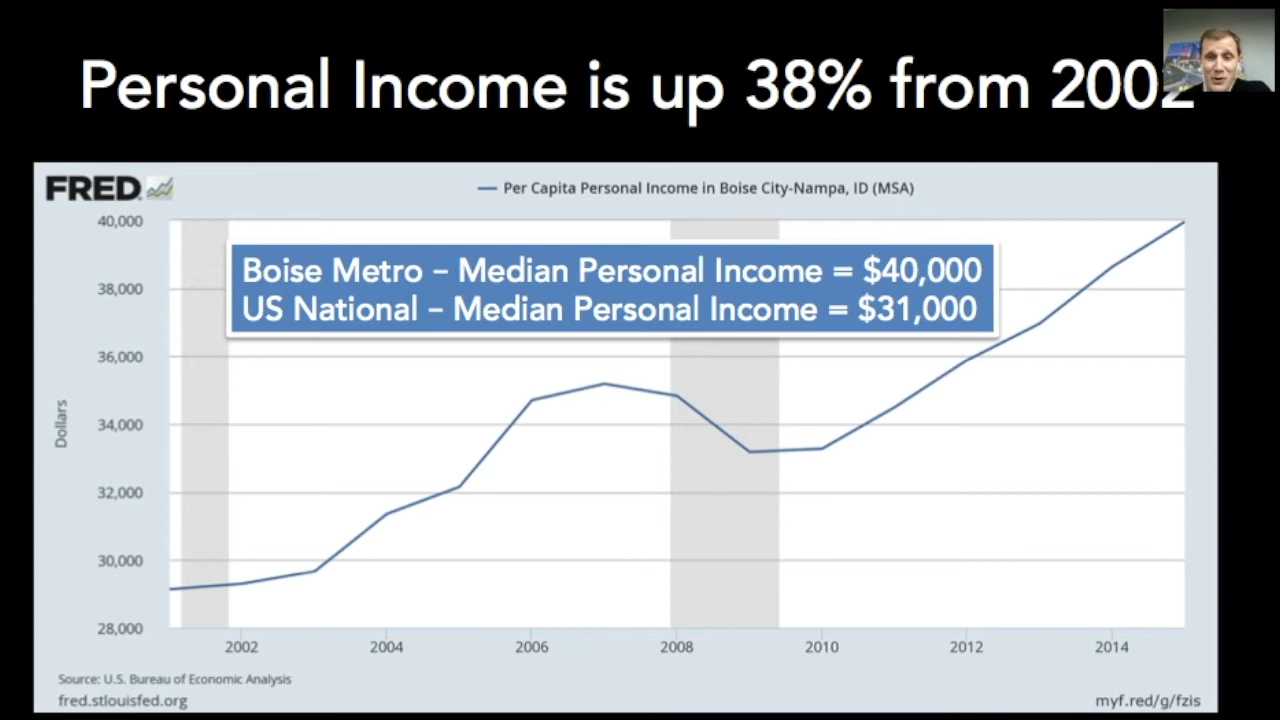 Personal Income is up 38% from 2002
FRED
Per Capita Personal Income in Boise City-Nampa, ID (MSA)
40,000
Boise Metro – Median Personal Income = $40,000
38,000
US National – Median Personal Income = $31,000
36,000
34,000
Dollars
32,000
30,000
28,000
2002 2004 2006 2008 2010 2012 2014
Source: U.S. Bureau of Economic Analysis
fred.stlouisfed.org myf.red/g/fzis